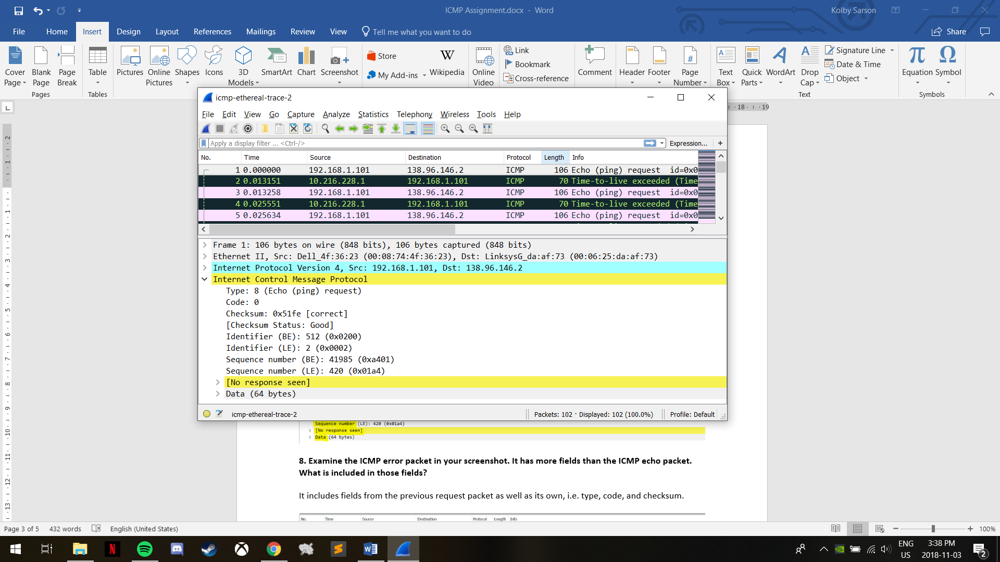 ICMP Assignment.docx - Word
Kolby Sarson
File Home Insert Design Layout References Mailings Review View Tell me what you want to do
Share
Cover Page
Blank Page
Page Break
Pages
Table
Tables
Pictures
Online Pictures
Shapes
Icons
3D Models
SmartArt
Chart
Screenshot
Store
My Add-ins
W
Wikipedia
Online Video
Link
Bookmark
Cross-reference
Comment
Header
Footer
Page Number
Text Box
Quick Parts
WordArt
Drop Cap
Signature Line
Date & Time
Object
Text
Equation
Symbol
Symbols
18 19
icmp-ethereal-trace-2
File Edit View Go Capture Analyze Statistics Telephony Wireless Tools Help
Apply a display filter ... <Ctrl-/>
Expression... +
No. Time Source Destination Protocol Length Info
1 0.000000 192.168.1.101 138.96.146.2 ICMP 106 Echo (ping) request id=0x0
2 0.013151 10.216.228.1 192.168.1.101 ICMP 70 Time-to-live exceeded (Time
3 0.013258 192.168.1.101 138.96.146.2 ICMP 106 Echo (ping) request id=0x0
4 0.025551 10.216.228.1 192.168.1.101 ICMP 70 Time-to-live exceeded (Time
5 0.025634 192.168.1.101 138.96.146.2 ICMP 106 Echo (ping) request id=0x0
Frame 1: 106 bytes on wire (848 bits), 106 bytes captured (848 bits)
Ethernet II, Src: Dell_4f:36:23 (00:08:74:4f:36:23), Dst: LinksysG_da:af:73 (00:06:25:da:af:73)
Internet Protocol Version 4, Src: 192.168.1.101, Dst: 138.96.146.2
Internet Control Message Protocol
Type: 8 (Echo (ping) request)
Code: 0
Checksum: 0x51fe [correct]
[Checksum Status: Good]
Identifier (BE): 512 (0x0200)
Identifier (LE): 2 (0x0002)
Sequence number (BE): 41985 (0xa401)
Sequence number (LE): 420 (0x01a4)
[No response seen]
Data (64 bytes)
icmp-ethereal-trace-2
Packets: 102 · Displayed: 102 (100.0%)
Profile: Default
Sequence number (LE): 420 (0x01a4)
[No response seen]
Data (64 bytes)
8. Examine the ICMP error packet in your screenshot. It has more fields than the ICMP echo packet.
What is included in those fields?
It includes fields from the previous request packet as well as its own, i.e. type, code, and checksum.
No. Time Source Destination Protocol Length Info
Page 3 of 5 432 words English (United States)
100%
ENG
US
3:38 PM
2018-11-03
2